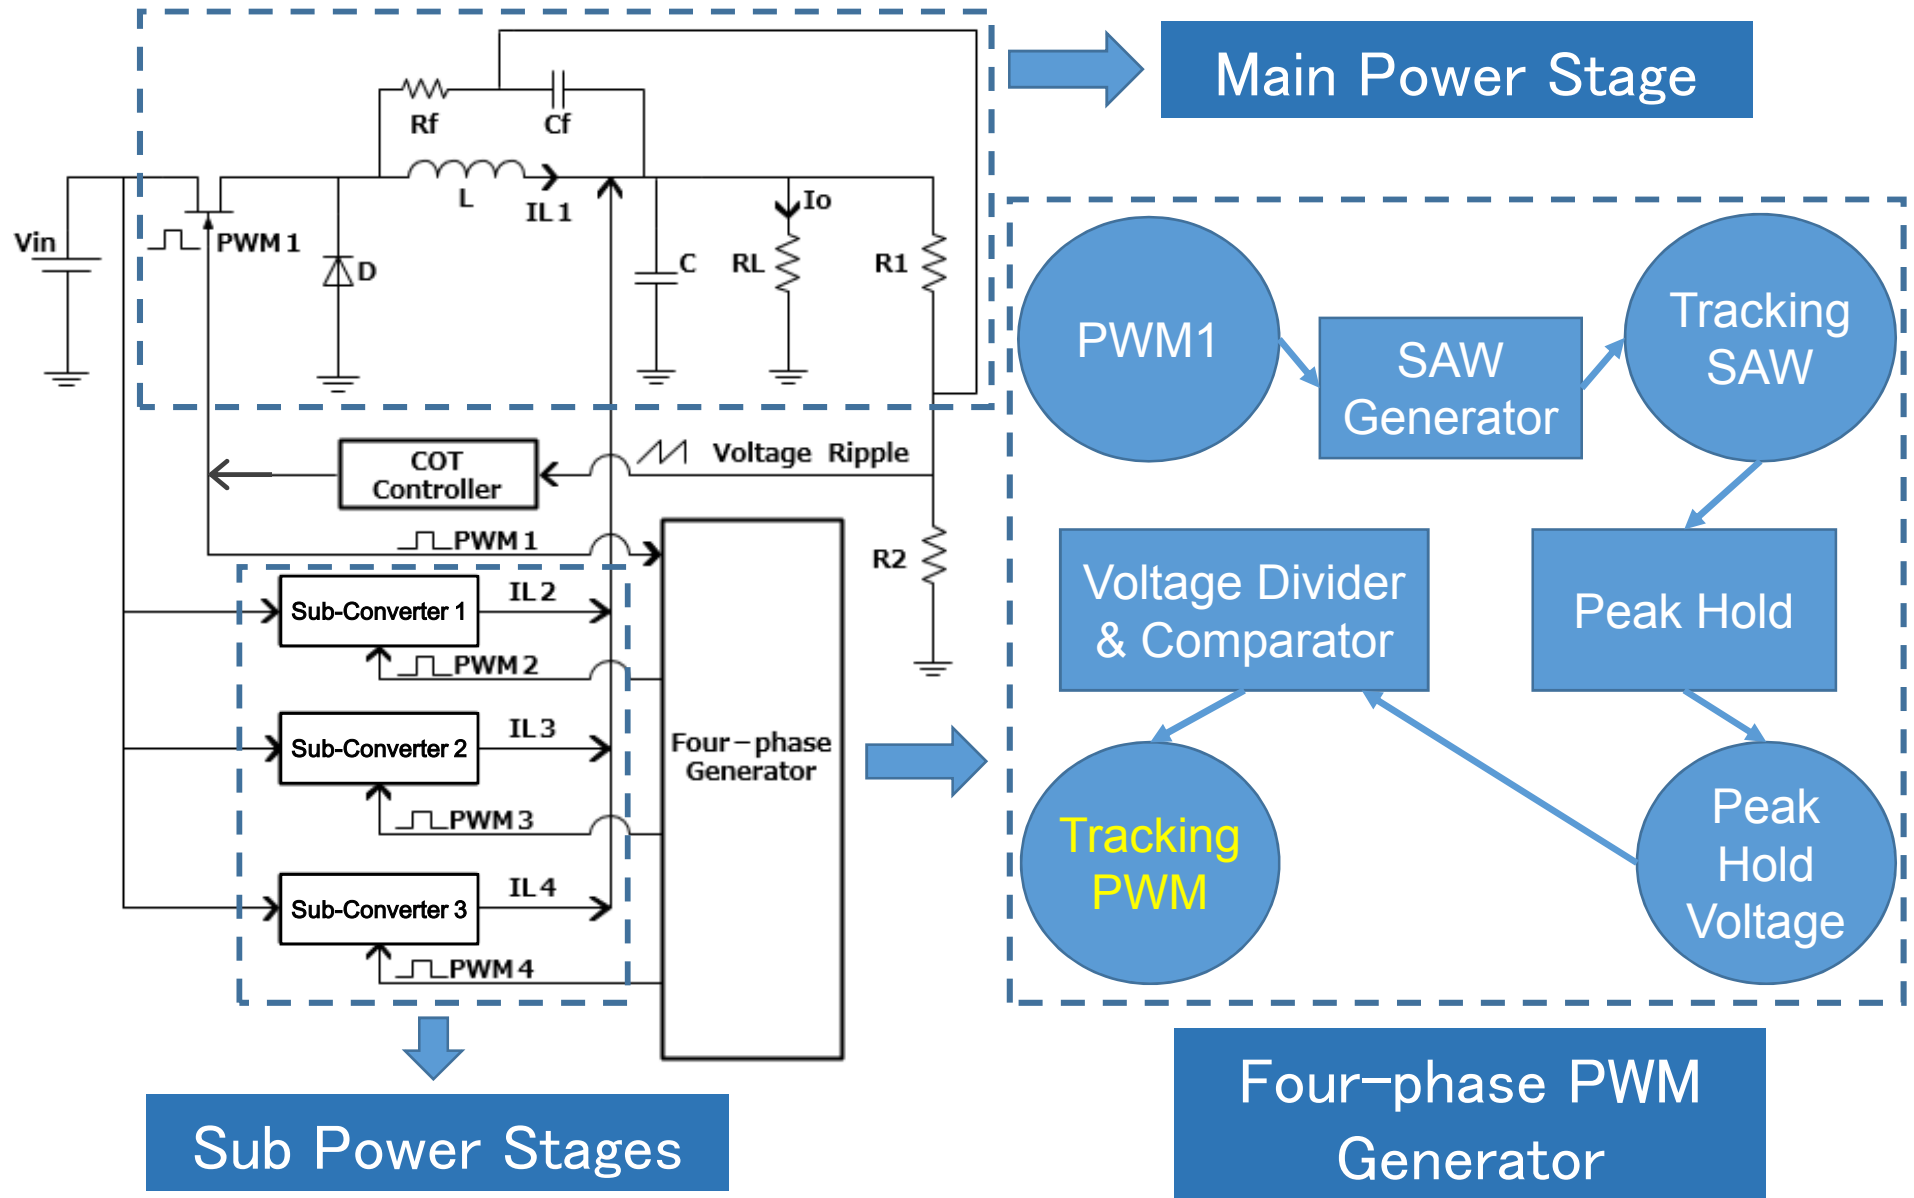 Main Power Stage
Rf
Cf
L
IL1
Io
Vin
PWM1
D
C
RL
R1
COT
Controller
Voltage Ripple
PWM1
R2
Sub-Converter 1
IL2
PWM2
Sub-Converter 2
IL3
PWM3
Sub-Converter 3
IL4
PWM4
Four-phase
Generator
Sub Power Stages
PWM1
SAW
Generator
Tracking
SAW
Peak Hold
Peak
Hold
Voltage
Voltage Divider
& Comparator
Tracking
PWM
Four-phase PWM
Generator